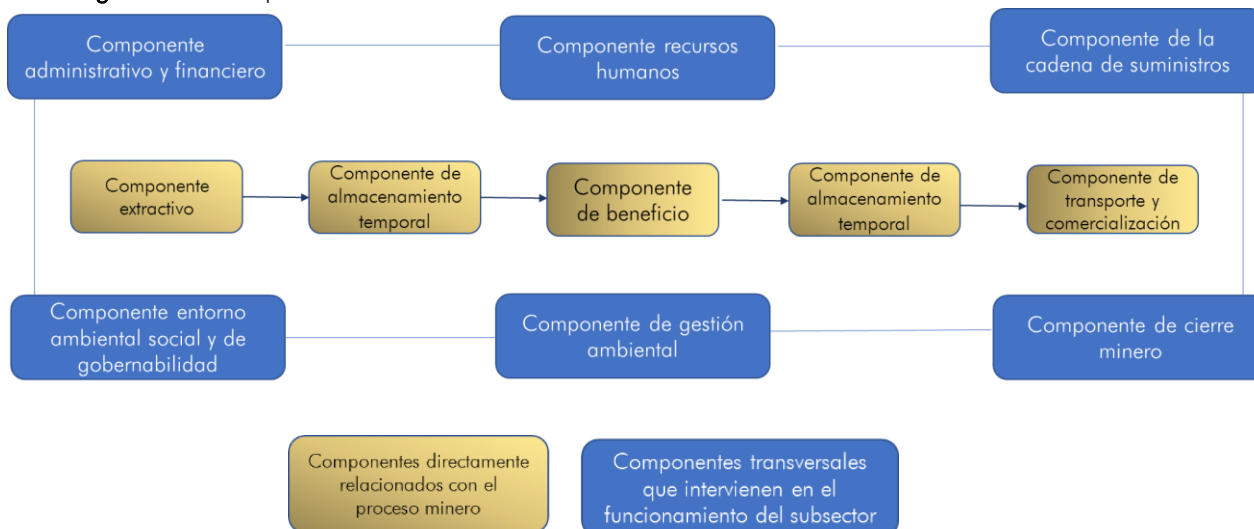 Componente
administrativo y financiero
Componente recursos
humanos
Componente de la
cadena de suministros
Componente
extractivo
Componente de
almacenamiento
temporal
Componente
de beneficio
Componente de
almacenamiento
temporal
Componente de
transporte y
comercialización
Componente entorno
ambiental social y de
gobernabilidad
Componente de gestión
ambiental
Componente de cierre
minero
Componentes directamente
relacionados con el
proceso minero
Componentes transversales
que intervienen en el
funcionamiento del subsector